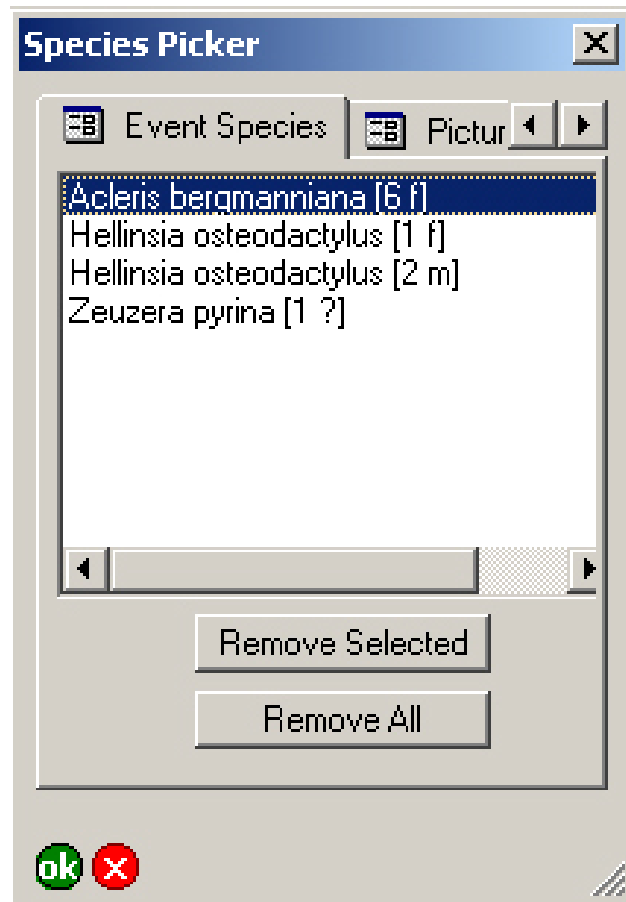 Species Picker
Event Species Pictur
Acleris bergmanniana [6 f]
Hellinsia osteodactylus [1 f]
Hellinsia osteodactylus [2 m]
Zeuzera pyrina [1 ?]
Remove Selected
Remove All
ok